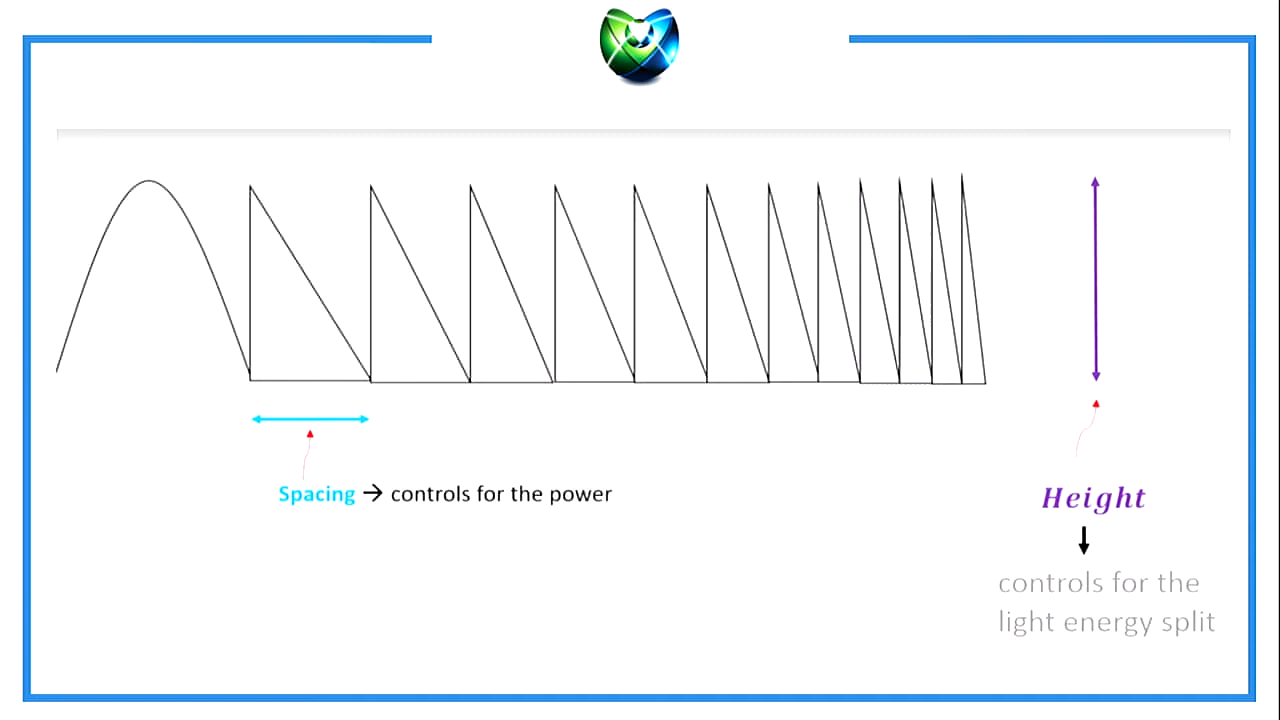 Spacing → controls for the power
Height
controls for the
light energy split